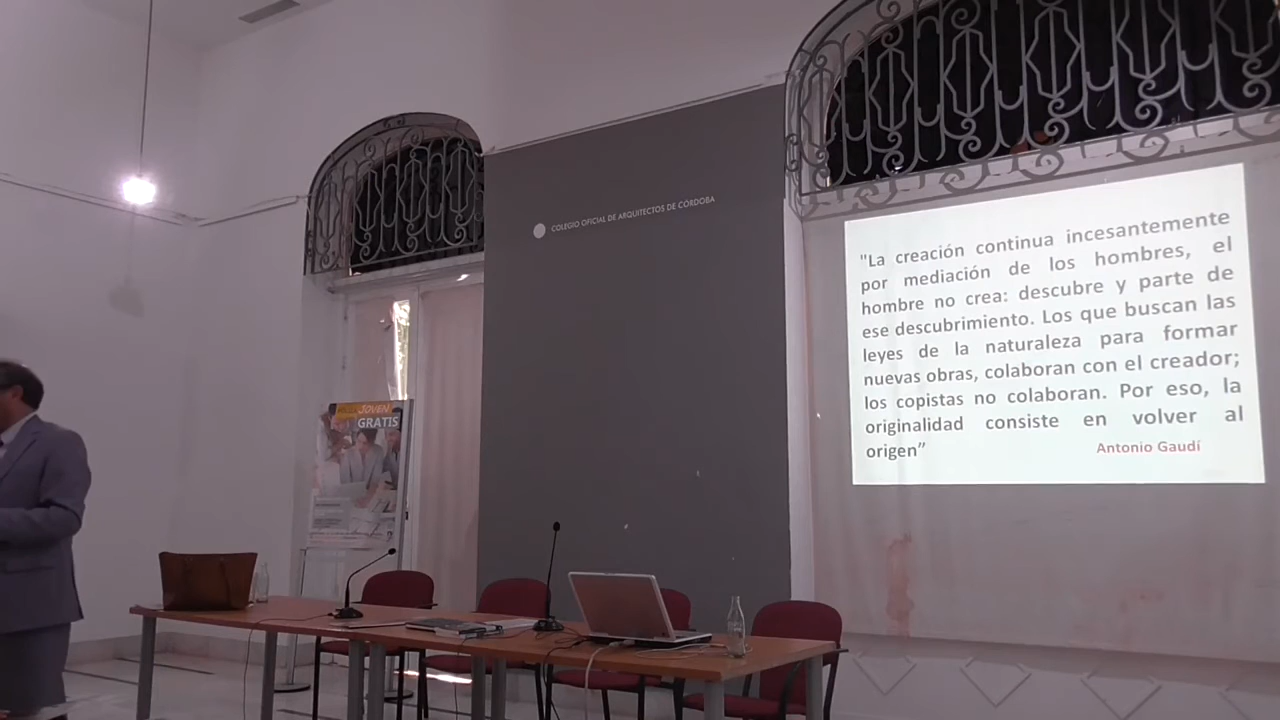 COLEGIO OFICIAL DE ARQUITECTOS DE CÓRDOBA
"La creación continua incesantemente
por mediación de los hombres, el
hombre no crea: descubre y parte de
ese descubrimiento. Los que buscan las
leyes de la naturaleza para formar
nuevas obras, colaboran con el creador;
los copistas no colaboran. Por eso, la
originalidad consiste en volver al
origen”
Antonio Gaudí
JOVEN
GRATIS